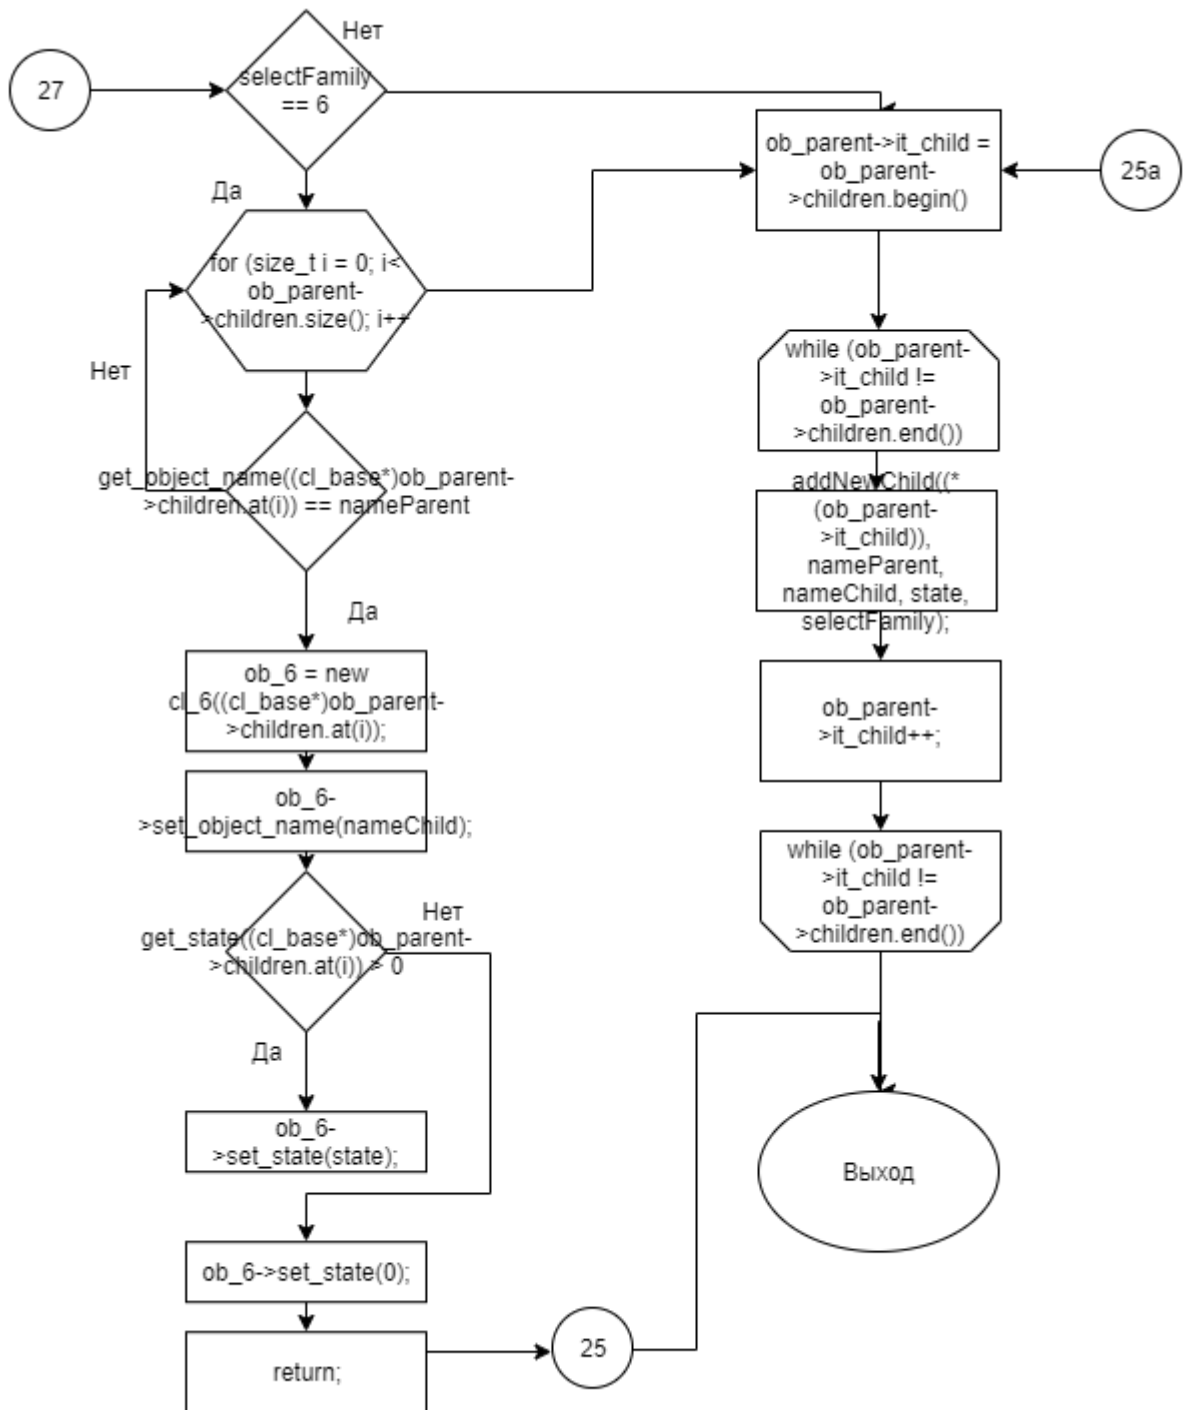 Нет
27
selectFamily
== 6
ob_parent->it_child =
ob_parent-
>children.begin()
25a
Да
for (size_t i = 0; i<
ob_parent-
>children.size(); i++
Нет
while (ob_parent-
>it_child !=
ob_parent-
>children.end())
get_object_name((cl_base*)ob_parent-
>children.at(i)) == nameParent
addNewChild((*
(ob_parent-
>it_child)),
nameParent,
nameChild, state,
selectFamily);
Да
ob_6 = new
cl_6((cl_base*)ob_parent-
>children.at(i));
ob_parent-
>it_child++;
ob_6-
>set_object_name(nameChild);
while (ob_parent-
>it_child !=
ob_parent-
>children.end())
Нет
get_state((cl_base*)ob_parent-
>children.at(i)) > 0
Да
ob_6-
>set_state(state);
Выход
ob_6->set_state(0);
25
return;